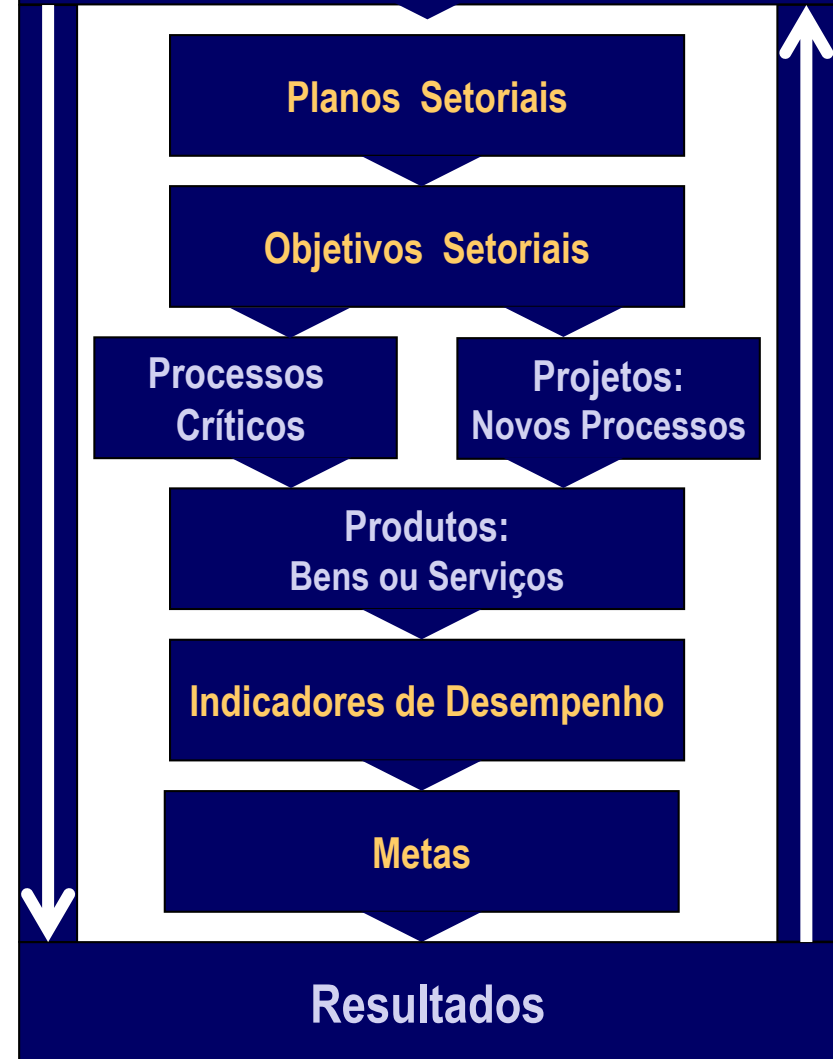 Planos Setoriais
Objetivos Setoriais
Processos
Críticos
Projetos:
Novos Processos
Produtos:
Bens ou Serviços
Indicadores de Desempenho
Metas
Resultados